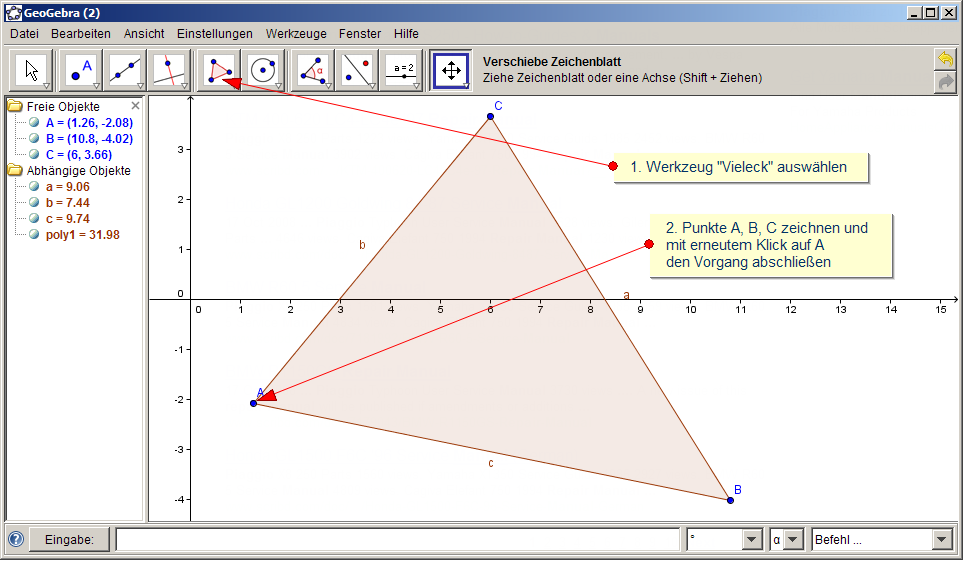 GeoGebra (2)
Datei Bearbeiten Ansicht Einstellungen Werkzeuge Fenster Hilfe
A
α
a = 2
Verschiebe Zeichenblatt
Ziehe Zeichenblatt oder eine Achse (Shift + Ziehen)
Freie Objekte
A = (1.26, -2.08)
B = (10.8, -4.02)
C = (6, 3.66)
Abhängige Objekte
a = 9.06
b = 7.44
c = 9.74
poly1 = 31.98
C
3
1. Werkzeug "Vieleck" auswählen
2
2. Punkte A, B, C zeichnen und
mit erneutem Klick auf A
den Vorgang abschließen
b
1
0
a
0 1 2 3 4 5 6 7 8 9 10 11 12 13 14 15
-1
A
-2
-3
c
B
-4
Eingabe:
°
α
Befehl ...